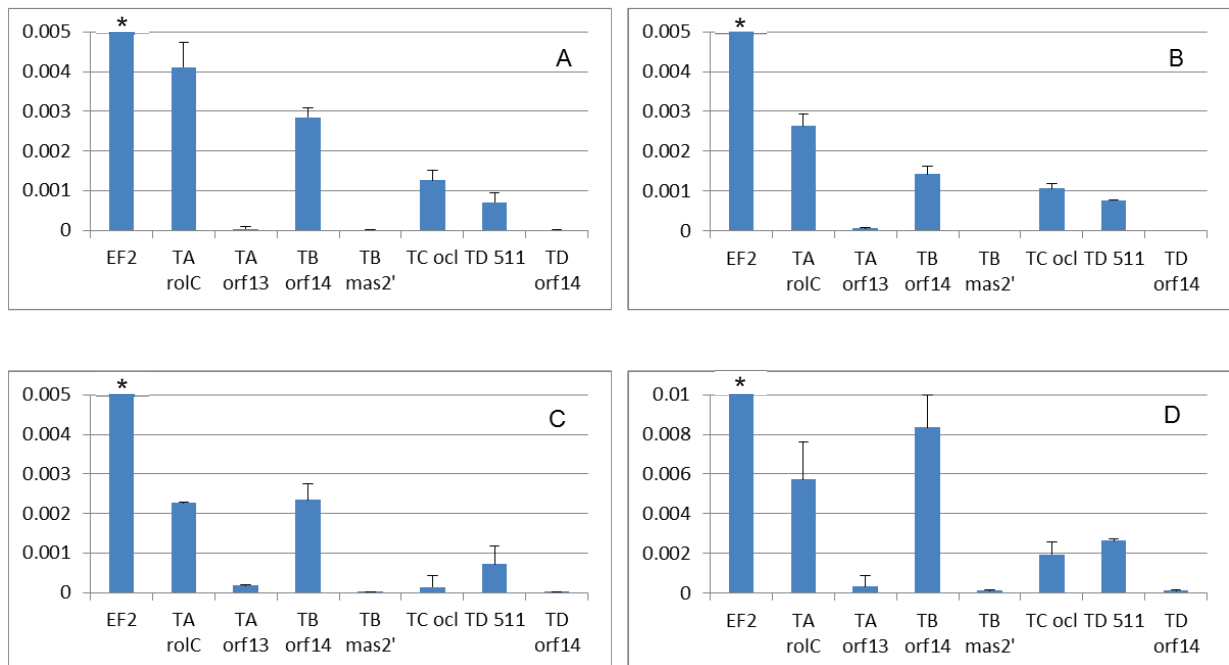 *
0.005
A
0.004
0.003
0.002
0.001
0
EF2 TA TA TB TB TC ocl TD 511 TD
rolC orf13 orf14 mas2' orf14
*
0.005
B
0.004
0.003
0.002
0.001
0
EF2 TA TA TB TB TC ocl TD 511 TD
rolC orf13 orf14 mas2' orf14
*
0.005
C
0.004
0.003
0.002
0.001
0
EF2 TA TA TB TB TC ocl TD 511 TD
rolC orf13 orf14 mas2' orf14
*
0.01
D
0.008
0.006
0.004
0.002
0
EF2 TA TA TB TB TC ocl TD 511 TD
rolC orf13 orf14 mas2' orf14